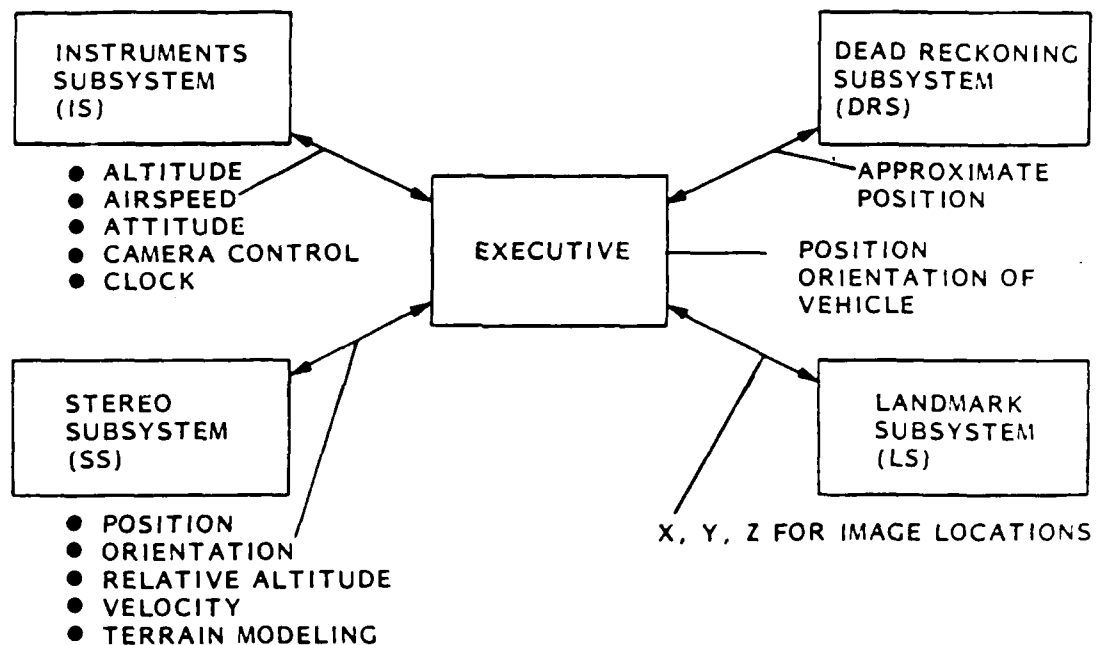 INSTRUMENTS
SUBSYSTEM
(IS)
● ALTITUDE
● AIRSPEED
● ATTITUDE
● CAMERA CONTROL
● CLOCK
DEAD RECKONING
SUBSYSTEM
(DRS)
APPROXIMATE
POSITION
EXECUTIVE
POSITION
ORIENTATION OF
VEHICLE
STEREO
SUBSYSTEM
(SS)
● POSITION
● ORIENTATION
● RELATIVE ALTITUDE
● VELOCITY
● TERRAIN MODELING
LANDMARK
SUBSYSTEM
(LS)
X, Y, Z FOR IMAGE LOCATIONS